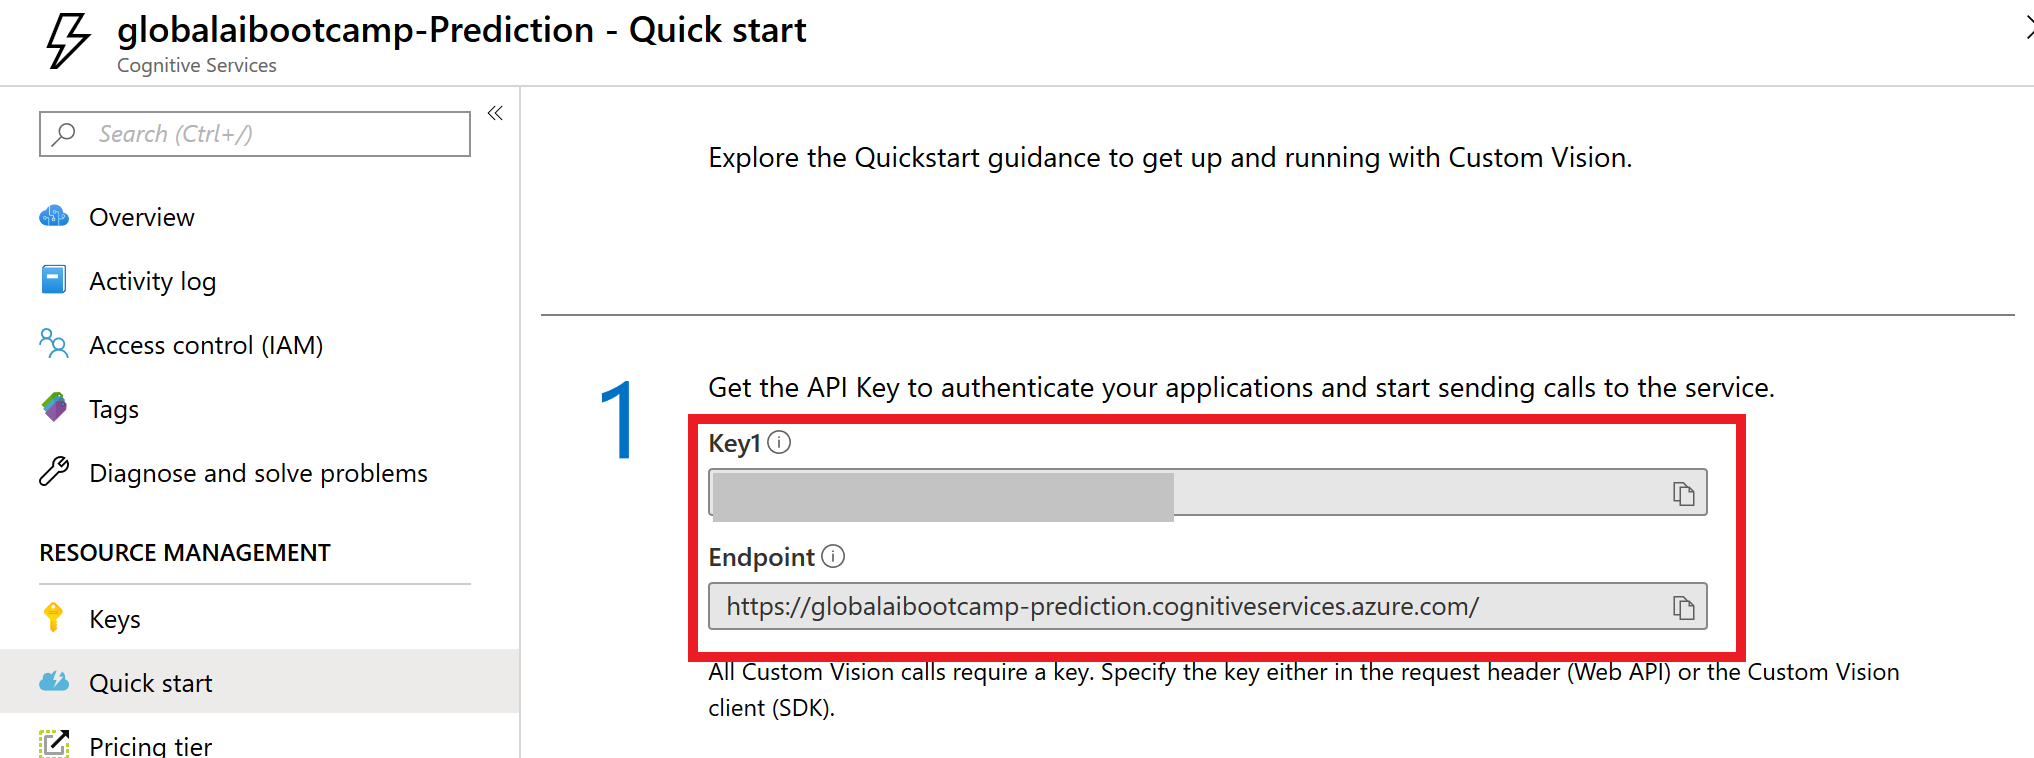 globalaibootcamp-Prediction - Quick start
Cognitive Services
Search (Ctrl+/)
Overview
Activity log
Access control (IAM)
Tags
Diagnose and solve problems
RESOURCE MANAGEMENT
Keys
Quick start
Pricing tier
Explore the Quickstart guidance to get up and running with Custom Vision.
1
Get the API Key to authenticate your applications and start sending calls to the service.
Key1
Endpoint
https://globalaibootcamp-prediction.cognitiveservices.azure.com/
All Custom Vision calls require a key. Specify the key either in the request header (Web API) or the Custom Vision
client (SDK).